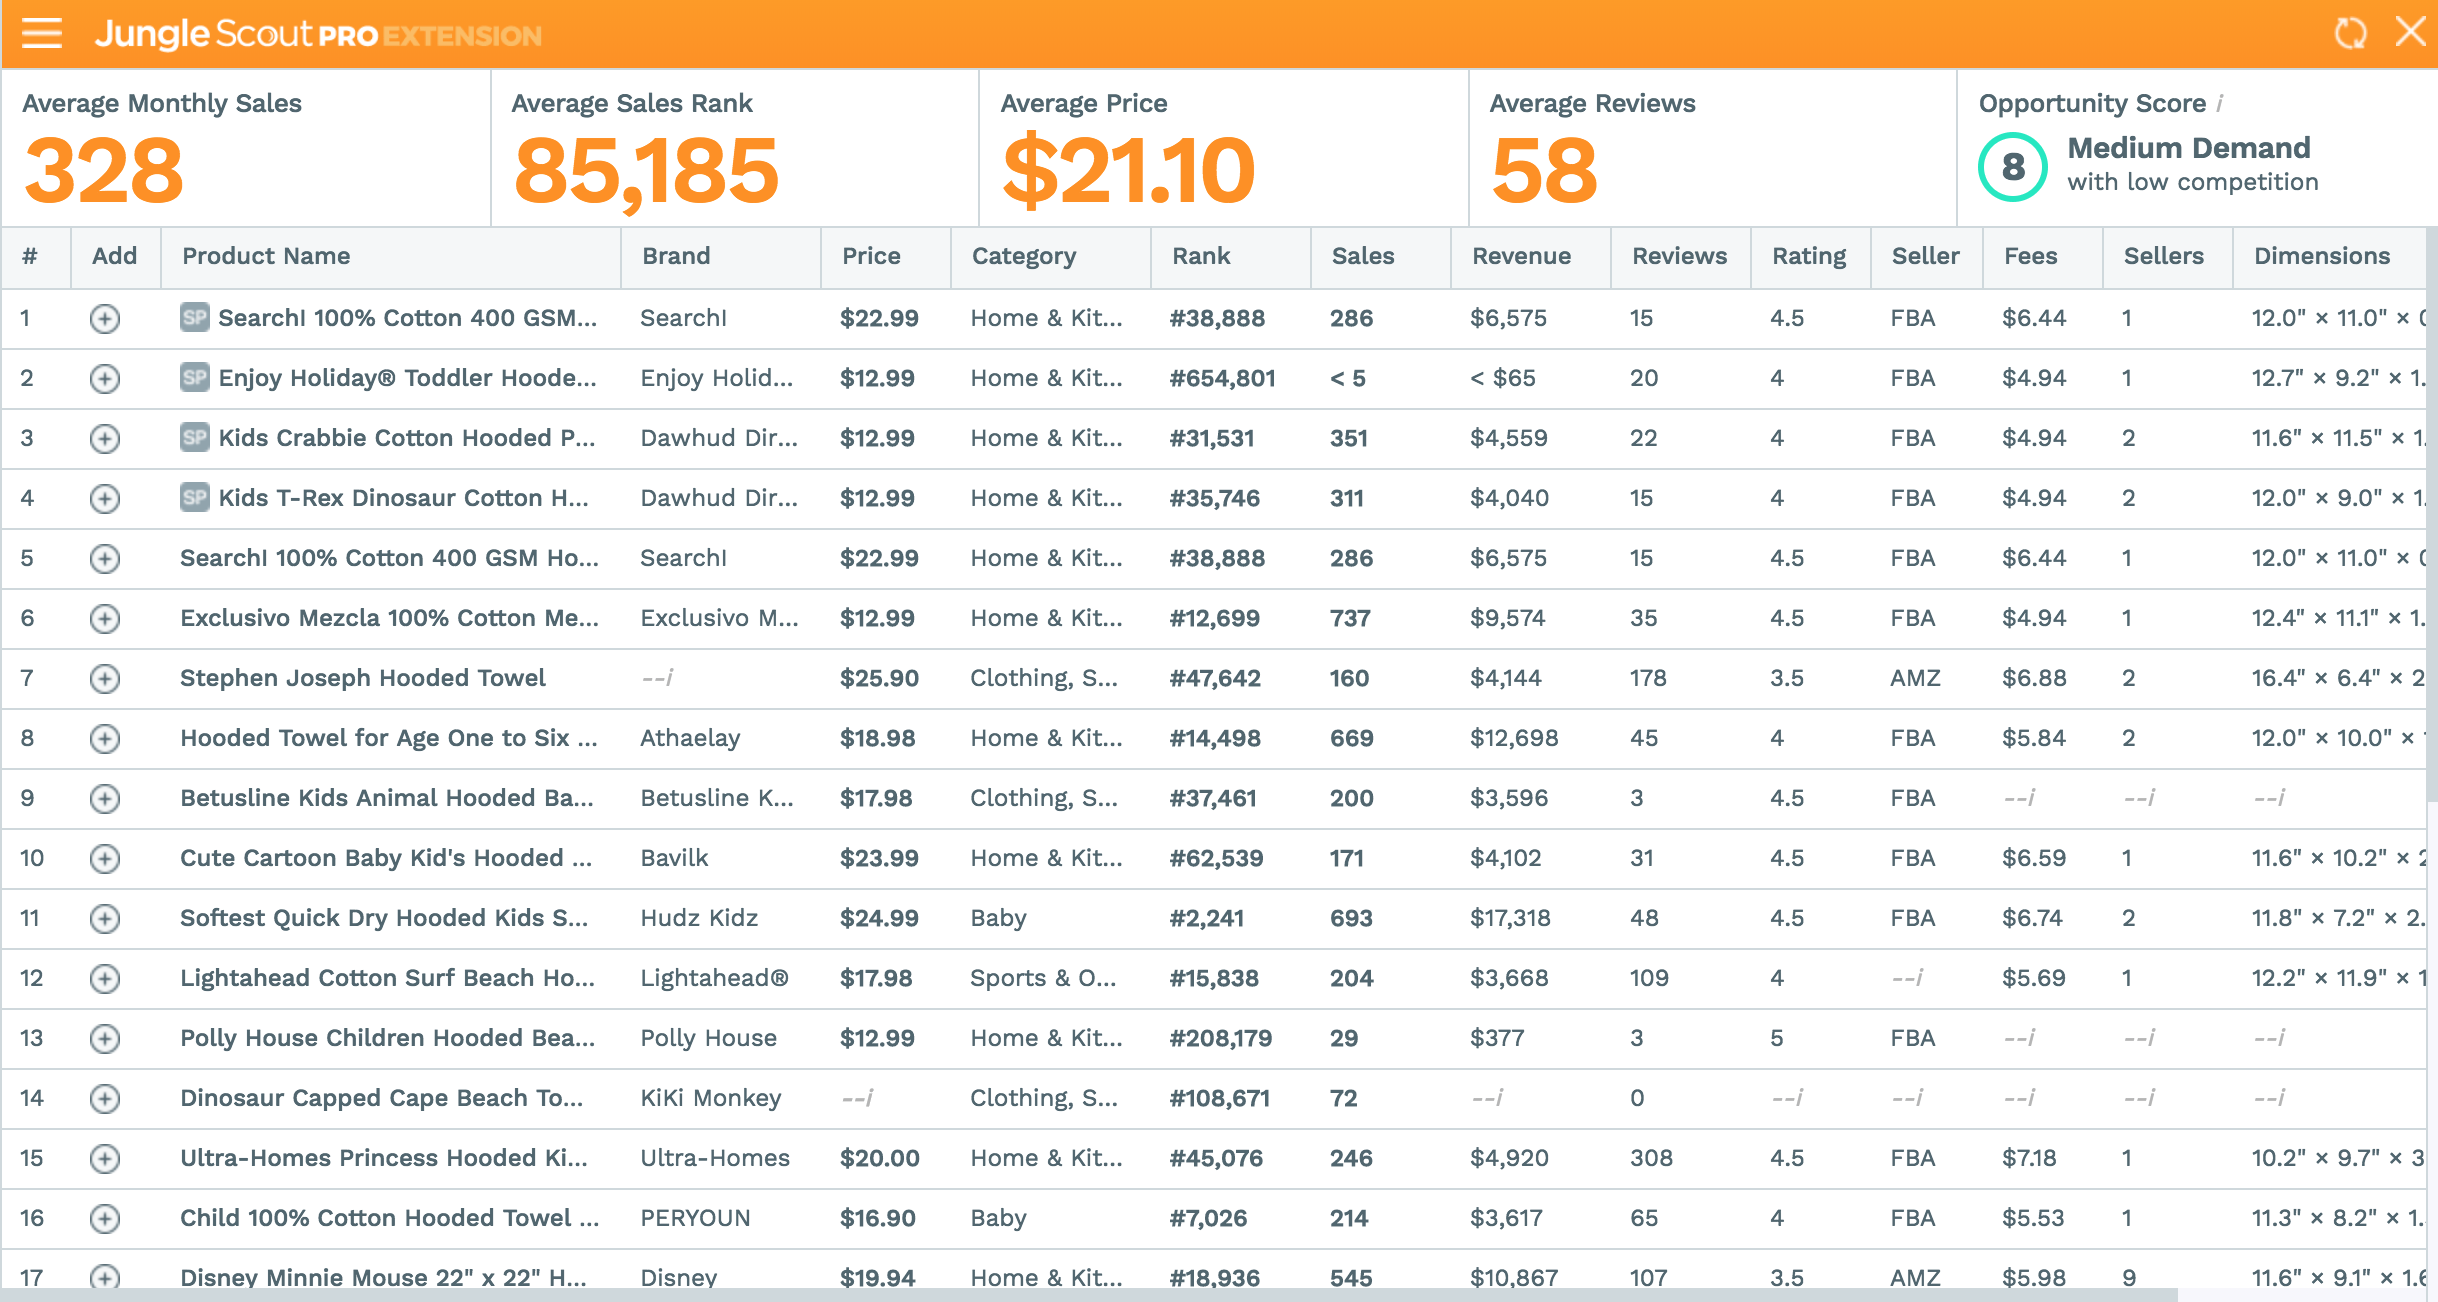 Jungle Scout PRO EXTENSION
Average Monthly Sales
328
Average Sales Rank
85,185
Average Price
$21.10
Average Reviews
58
Opportunity Score i
8
Medium Demand
with low competition
# Add Product Name Brand Price Category Rank Sales Revenue Reviews Rating Seller Fees Sellers Dimensions
1 SP SearchI 100% Cotton 400 GSM... SearchI $22.99 Home & Kit... #38,888 286 $6,575 15 4.5 FBA $6.44 1 12.0" × 11.0" ×
2 SP Enjoy Holiday® Toddler Hoode... Enjoy Holid... $12.99 Home & Kit... #654,801 < 5 < $65 20 4 FBA $4.94 1 12.7" × 9.2" × 1.
3 SP Kids Crabbie Cotton Hooded P... Dawhud Dir... $12.99 Home & Kit... #31,531 351 $4,559 22 4 FBA $4.94 2 11.6" × 11.5" × 1.
4 SP Kids T-Rex Dinosaur Cotton H... Dawhud Dir... $12.99 Home & Kit... #35,746 311 $4,040 15 4 FBA $4.94 2 12.0" × 9.0" × 1.
5 SearchI 100% Cotton 400 GSM Ho... SearchI $22.99 Home & Kit... #38,888 286 $6,575 15 4.5 FBA $6.44 1 12.0" × 11.0" ×
6 Exclusivo Mezcla 100% Cotton Me... Exclusivo M... $12.99 Home & Kit... #12,699 737 $9,574 35 4.5 FBA $4.94 1 12.4" × 11.1" × 1.
7 Stephen Joseph Hooded Towel --i $25.90 Clothing, S... #47,642 160 $4,144 178 3.5 AMZ $6.88 2 16.4" × 6.4" × 2
8 Hooded Towel for Age One to Six ... Athaelay $18.98 Home & Kit... #14,498 669 $12,698 45 4 FBA $5.84 2 12.0" × 10.0" ×
9 Betusline Kids Animal Hooded Ba... Betusline K... $17.98 Clothing, S... #37,461 200 $3,596 3 4.5 FBA --i --i --i
10 Cute Cartoon Baby Kid's Hooded ... Bavilk $23.99 Home & Kit... #62,539 171 $4,102 31 4.5 FBA $6.59 1 11.6" × 10.2" × 2
11 Softest Quick Dry Hooded Kids S... Hudz Kidz $24.99 Baby #2,241 693 $17,318 48 4.5 FBA $6.74 2 11.8" × 7.2" × 2.
12 Lightahead Cotton Surf Beach Ho... Lightahead® $17.98 Sports & O... #15,838 204 $3,668 109 4 --i $5.69 1 12.2" × 11.9" × 1
13 Polly House Children Hooded Bea... Polly House $12.99 Home & Kit... #208,179 29 $377 3 5 FBA --i --i --i
14 Dinosaur Capped Cape Beach To... KiKi Monkey --i Clothing, S... #108,671 72 --i 0 --i --i --i --i --i
15 Ultra-Homes Princess Hooded Ki... Ultra-Homes $20.00 Home & Kit... #45,076 246 $4,920 308 4.5 FBA $7.18 1 10.2" × 9.7" × 3
16 Child 100% Cotton Hooded Towel ... PERYOUN $16.90 Baby #7,026 214 $3,617 65 4 FBA $5.53 1 11.3" × 8.2" × 1.
17 Disney Minnie Mouse 22" x 22" H... Disney $19.94 Home & Kit... #18,936 545 $10,867 107 3.5 AMZ $5.98 9 11.6" × 9.1" × 1.6